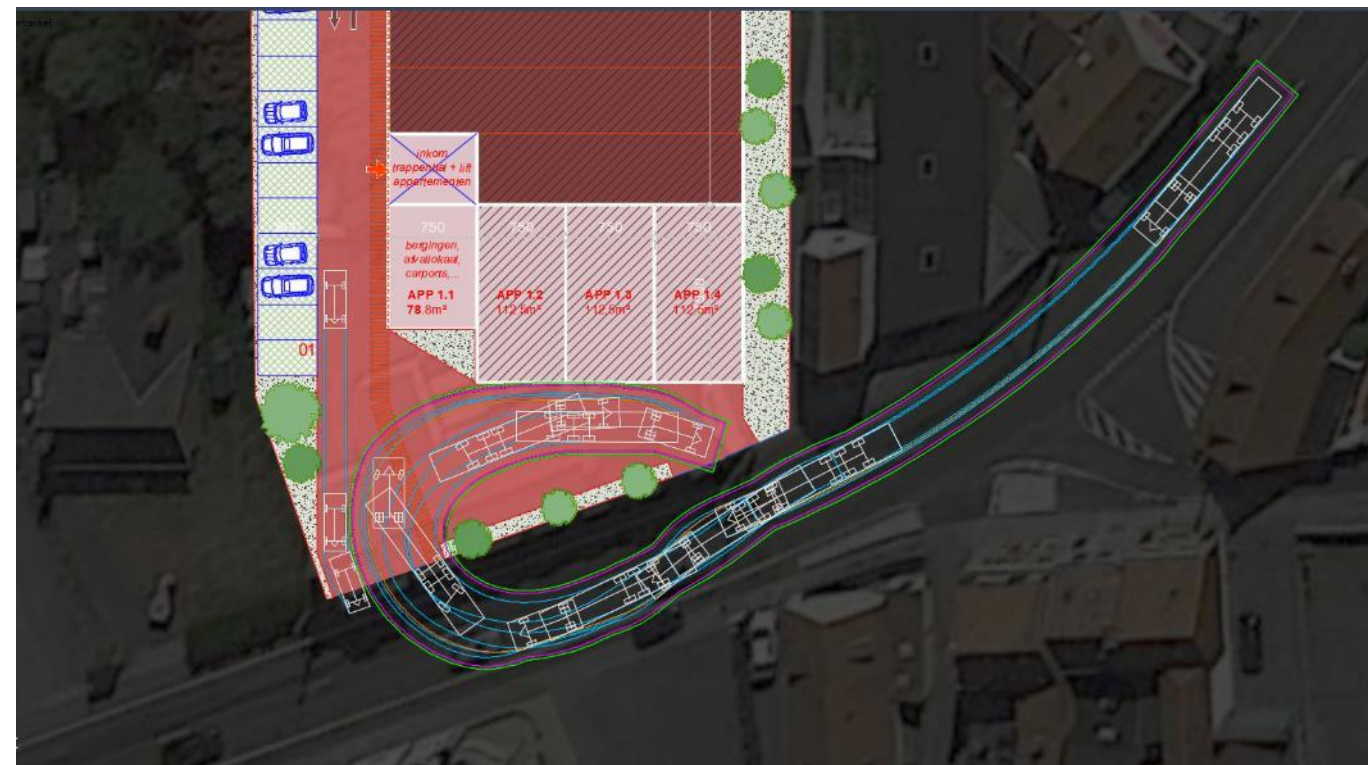 inkom
trappenhal + lift
appartementen
750
bergingen,
afvallokaal,
carports,...
APP 1.1
78.8m²
750
APP 1.2
112.5m²
750
APP 1.3
112.5m²
750
APP 1.4
112.5m²
01